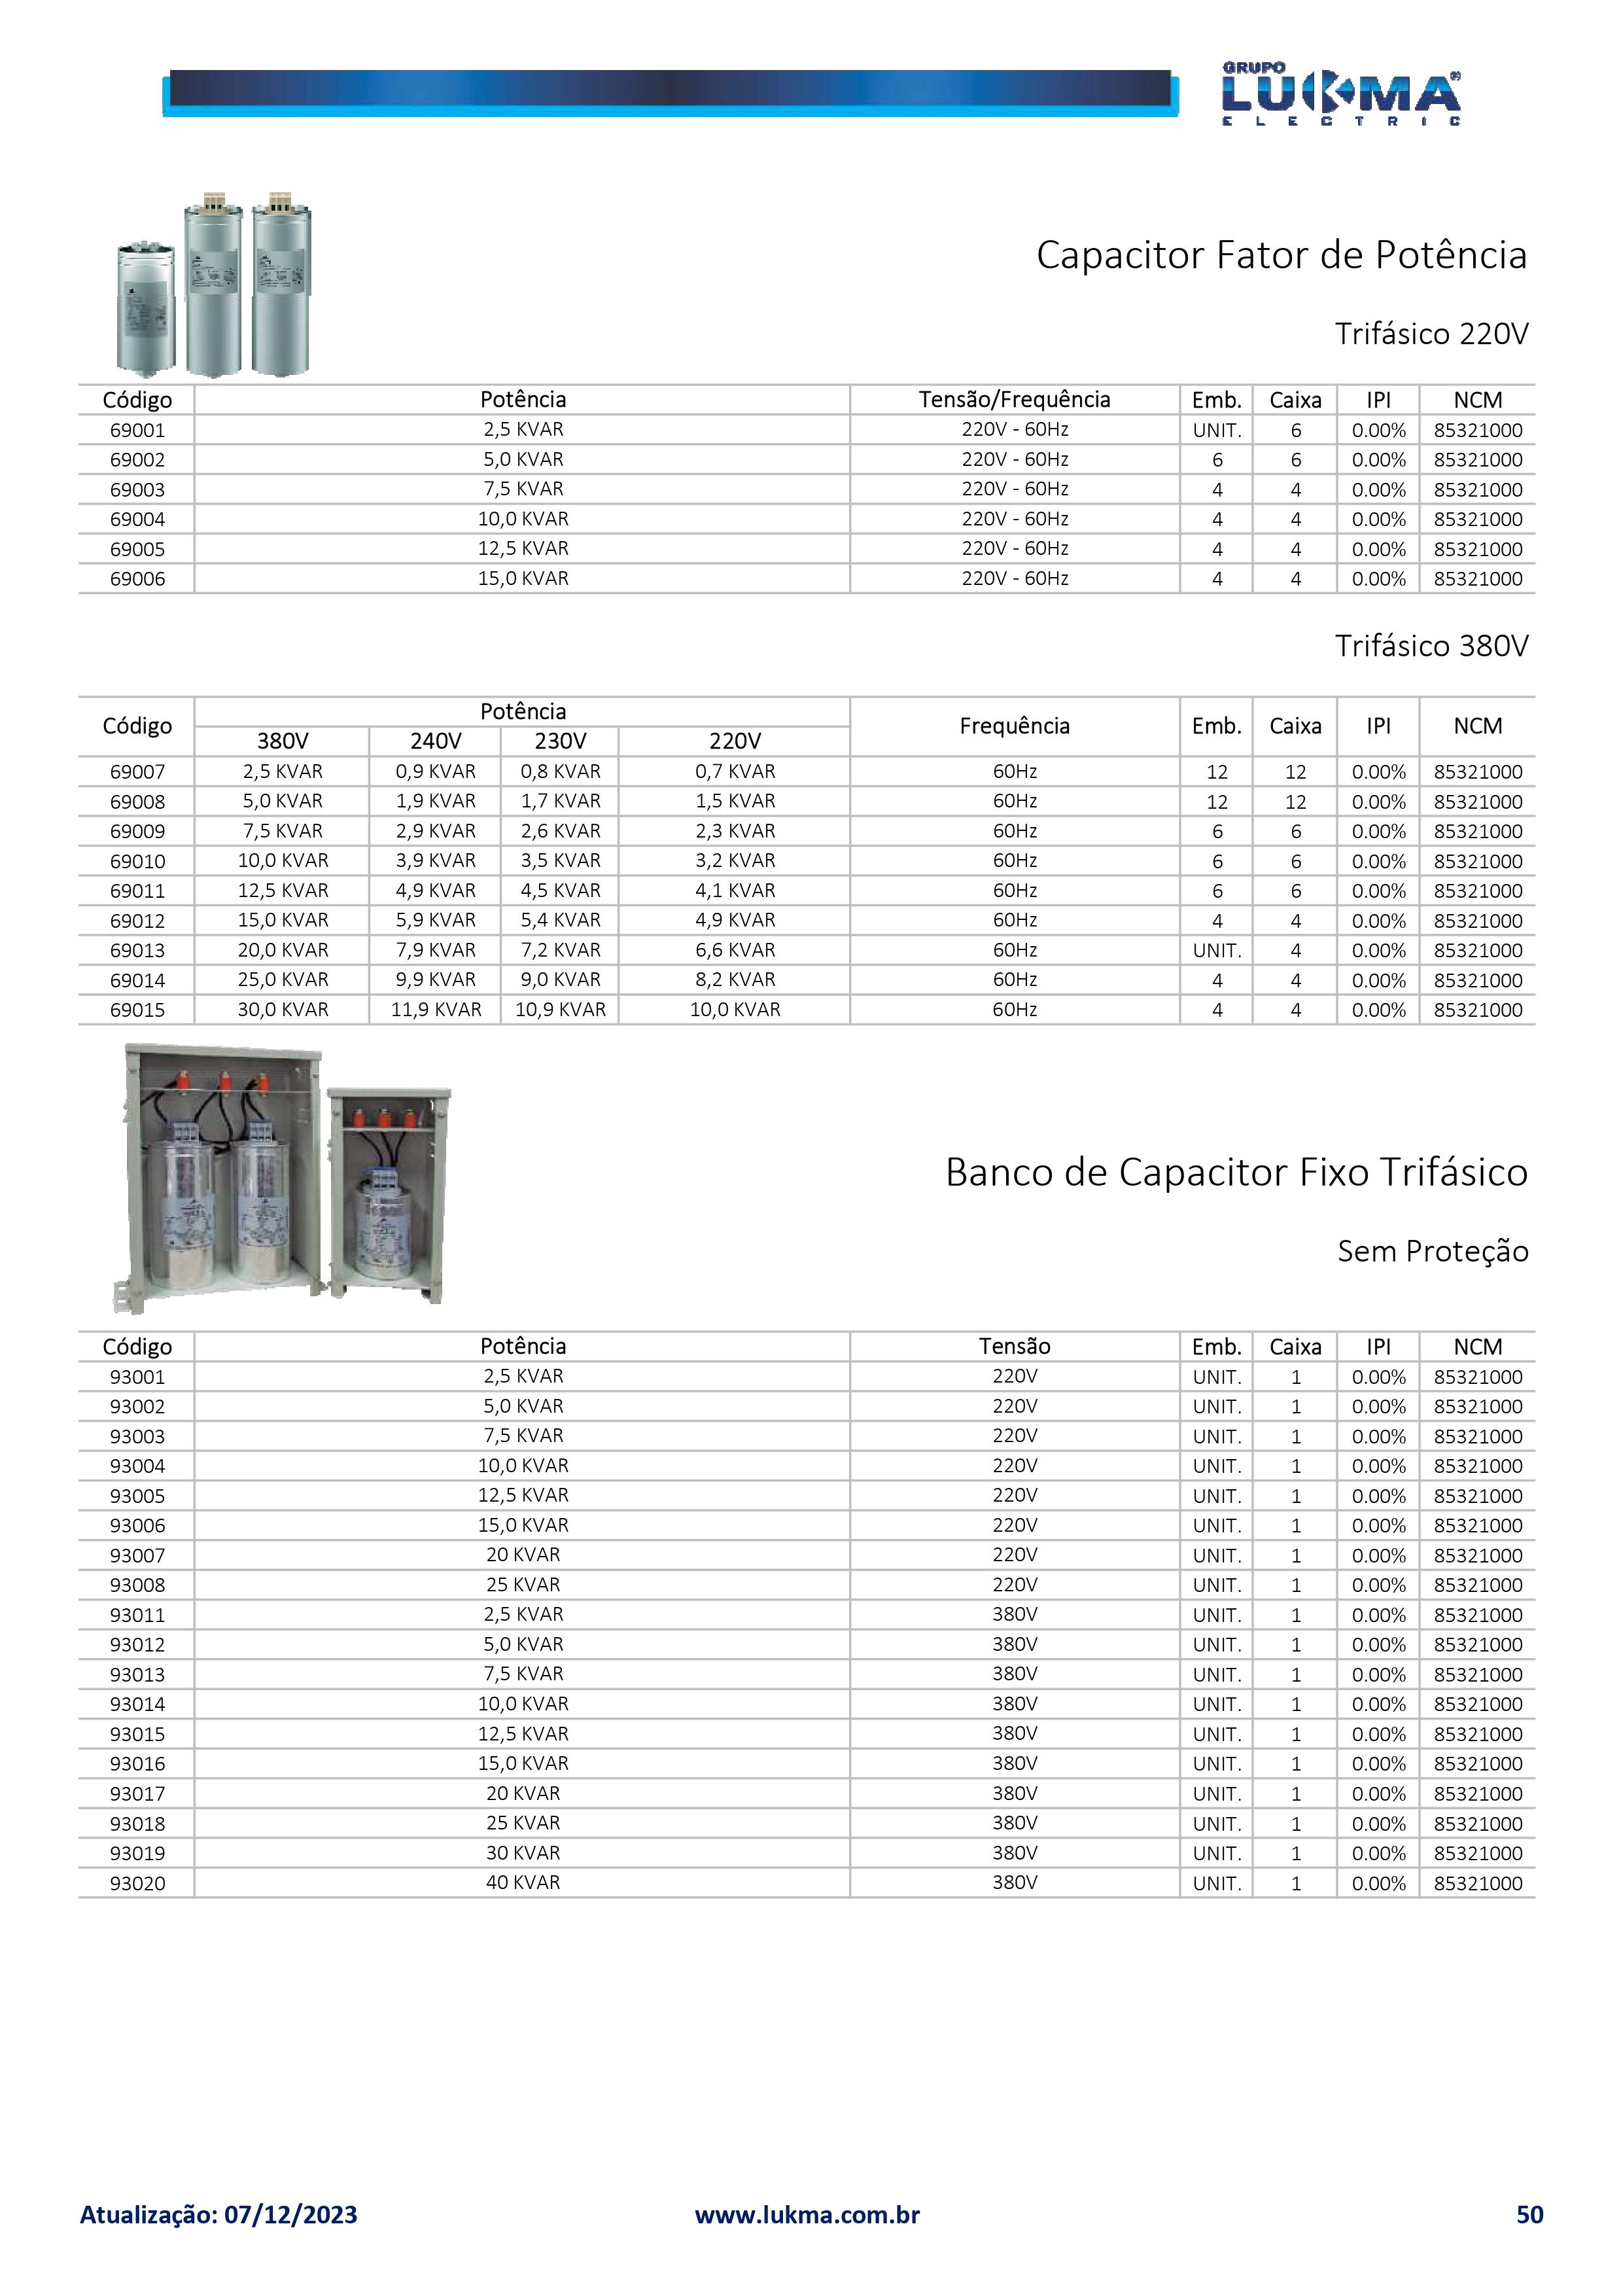 GRUPO
LUKMA®
ELECTRIC
Capacitor Fator de Potência
Trifásico 220V
Código Potência Tensão/Frequência Emb. Caixa IPI NCM
69001 2,5 KVAR 220V - 60Hz UNIT. 6 0.00% 85321000
69002 5,0 KVAR 220V - 60Hz 6 6 0.00% 85321000
69003 7,5 KVAR 220V - 60Hz 4 4 0.00% 85321000
69004 10,0 KVAR 220V - 60Hz 4 4 0.00% 85321000
69005 12,5 KVAR 220V - 60Hz 4 4 0.00% 85321000
69006 15,0 KVAR 220V - 60Hz 4 4 0.00% 85321000
Trifásico 380V
Código Potência Frequência Emb. Caixa IPI NCM
380V 240V 230V 220V
69007 2,5 KVAR 0,9 KVAR 0,8 KVAR 0,7 KVAR 60Hz 12 12 0.00% 85321000
69008 5,0 KVAR 1,9 KVAR 1,7 KVAR 1,5 KVAR 60Hz 12 12 0.00% 85321000
69009 7,5 KVAR 2,9 KVAR 2,6 KVAR 2,3 KVAR 60Hz 6 6 0.00% 85321000
69010 10,0 KVAR 3,9 KVAR 3,5 KVAR 3,2 KVAR 60Hz 6 6 0.00% 85321000
69011 12,5 KVAR 4,9 KVAR 4,5 KVAR 4,1 KVAR 60Hz 6 6 0.00% 85321000
69012 15,0 KVAR 5,9 KVAR 5,4 KVAR 4,9 KVAR 60Hz 4 4 0.00% 85321000
69013 20,0 KVAR 7,9 KVAR 7,2 KVAR 6,6 KVAR 60Hz UNIT. 4 0.00% 85321000
69014 25,0 KVAR 9,9 KVAR 9,0 KVAR 8,2 KVAR 60Hz 4 4 0.00% 85321000
69015 30,0 KVAR 11,9 KVAR 10,9 KVAR 10,0 KVAR 60Hz 4 4 0.00% 85321000
Banco de Capacitor Fixo Trifásico
Sem Proteção
Código Potência Tensão Emb. Caixa IPI NCM
93001 2,5 KVAR 220V UNIT. 1 0.00% 85321000
93002 5,0 KVAR 220V UNIT. 1 0.00% 85321000
93003 7,5 KVAR 220V UNIT. 1 0.00% 85321000
93004 10,0 KVAR 220V UNIT. 1 0.00% 85321000
93005 12,5 KVAR 220V UNIT. 1 0.00% 85321000
93006 15,0 KVAR 220V UNIT. 1 0.00% 85321000
93007 20 KVAR 220V UNIT. 1 0.00% 85321000
93008 25 KVAR 220V UNIT. 1 0.00% 85321000
93011 2,5 KVAR 380V UNIT. 1 0.00% 85321000
93012 5,0 KVAR 380V UNIT. 1 0.00% 85321000
93013 7,5 KVAR 380V UNIT. 1 0.00% 85321000
93014 10,0 KVAR 380V UNIT. 1 0.00% 85321000
93015 12,5 KVAR 380V UNIT. 1 0.00% 85321000
93016 15,0 KVAR 380V UNIT. 1 0.00% 85321000
93017 20 KVAR 380V UNIT. 1 0.00% 85321000
93018 25 KVAR 380V UNIT. 1 0.00% 85321000
93019 30 KVAR 380V UNIT. 1 0.00% 85321000
93020 40 KVAR 380V UNIT. 1 0.00% 85321000
Atualização: 07/12/2023 www.lukma.com.br 50